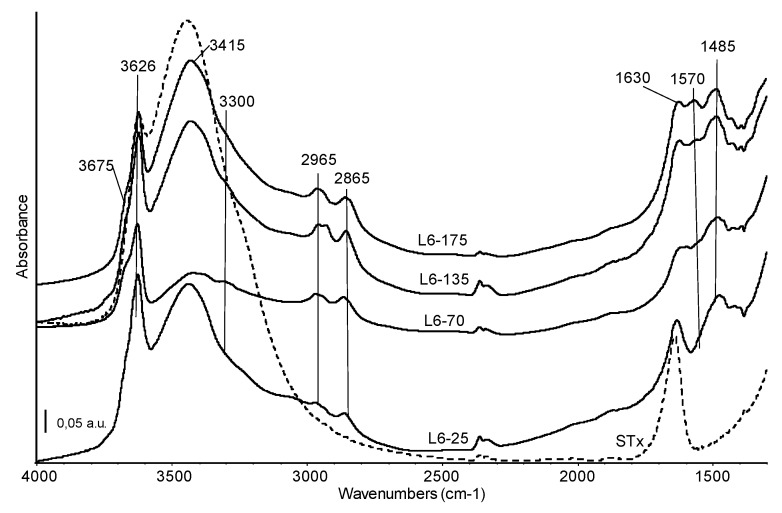 3415
1485
3626
1630
1570
3300
3675
2965
2865
Absorbance
L6-175
L6-135
L6-70
0,05 a.u.
L6-25
STx
4000
3500
3000
2500
2000
1500
Wavenumbers (cm-1)